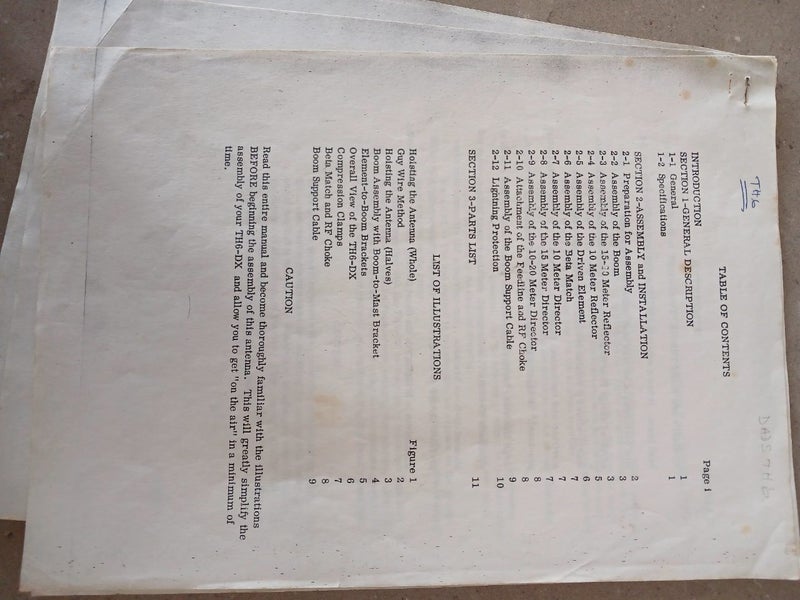 DADS TH6
TH6
TABLE OF CONTENTS
Page i
INTRODUCTION
SECTION 1-GENERAL DESCRIPTION
1-1 General 1
1-2 Specifications 1
SECTION 2-ASSEMBLY and INSTALLATION
2-1 Preparation for Assembly 2
2-2 Assembly of the Boom 3
2-3 Assembly of the 15-20 Meter Reflector 3
2-4 Assembly of the 10 Meter Reflector 5
2-5 Assembly of the Driven Element 6
2-6 Assembly of the Beta Match 7
2-7 Assembly of the 10 Meter Director 7
2-8 Assembly of the 15 Meter Director 7
2-9 Assembly of the 10-20 Meter Director 8
2-10 Attachment of the Feedline and RF Choke 8
2-11 Assembly of the Boom Support Cable 9
2-12 Lightning Protection 10
SECTION 3-PARTS LIST 11
LIST OF ILLUSTRATIONS
Hoisting the Antenna (Whole) Figure 1
Guy Wire Method 2
Hoisting the Antenna (Halves) 3
Boom Assembly with Boom-to-Mast Bracket 4
Element-to-Boom Brackets 5
Overall View of the TH6-DX 6
Compression Clamps 7
Beta Match and RF Choke 8
Boom Support Cable 9
CAUTION
Read this entire manual and become thoroughly familiar with the illustrations
BEFORE beginning the assembly of this antenna. This will greatly simplify the
assembly of your TH6-DX and allow you to get "on the air" in a minimum of
time.